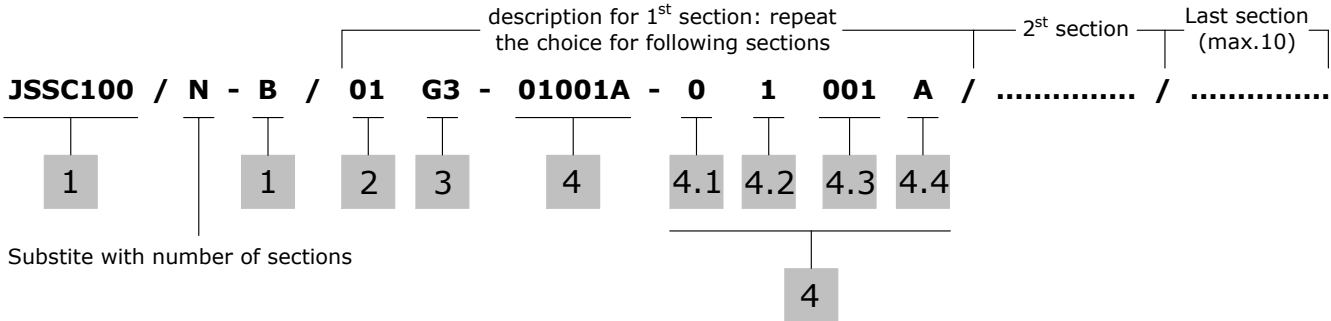 description for 1st section: repeat
the choice for following sections
2st section
Last section
(max.10)
JSSC100 / N - B / 01 G3 - 01001A - 0 1 001 A / .............. / ...............
1 1 2 3 4 4.1 4.2 4.3 4.4
Substite with number of sections
4